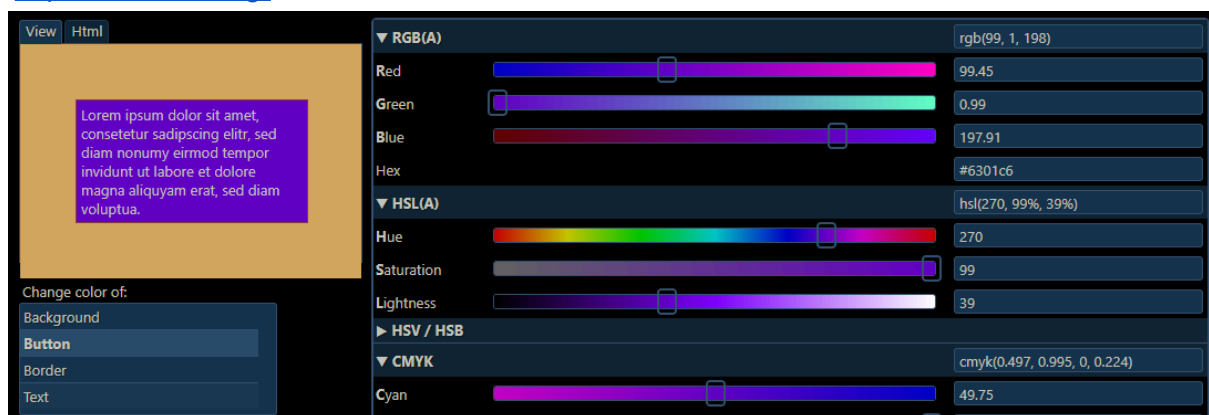 View Html
Lorem ipsum dolor sit amet,
consetetur sadipscing elitr, sed
diam nonumy eirmod tempor
invidunt ut labore et dolore
magna aliquyam erat, sed diam
voluptua.
Change color of:
Background
Button
Border
Text
▼ RGB(A) rgb(99, 1, 198)
Red 99.45
Green 0.99
Blue 197.91
Hex #6301c6
▼ HSL(A) hsl(270, 99%, 39%)
Hue 270
Saturation 99
Lightness 39
▶ HSV / HSB
▼ CMYK cmyk(0.497, 0.995, 0, 0.224)
Cyan 49.75